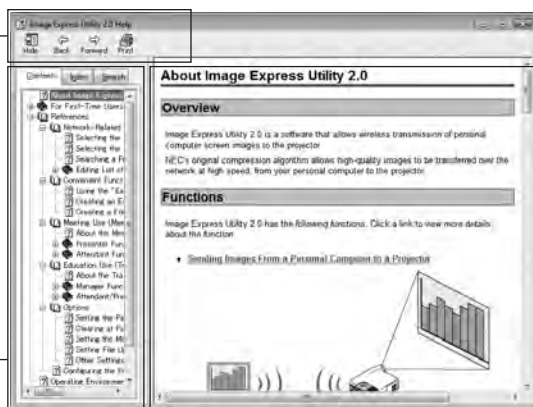 Image Express Utility 2.0 Help
Hide Back Forward Print
Contents Index Search
About Image Express
For First-Time Users
References
Network-Related
Selecting the
Selecting the
Searching a Pr
Editing List of
Convenient Funct
Using the "Ea
Creating an E
Creating a File
Meeting Use (Mee
About the Mee
Presenter Fun
Attendant Fun
Education Use (Tr
About the Tra
Manager Func
Attendant/Pre
Options
Setting the Pa
Clearing at Fu
Setting the Mo
Setting File U
Other Settings
Configuring the Fi
Operating Environmen
About Image Express Utility 2.0
Overview
Image Express Utility 2.0 is a software that allows wireless transmission of personal
computer screen images to the projector.
NEC's original compression algorithm allows high-quality images to be transferred over the
network at high speed, from your personal computer to the projector.
Functions
Image Express Utility 2.0 has the following functions. Click a link to view more details
about the function.
Sending Images From a Personal Computer to a Projector